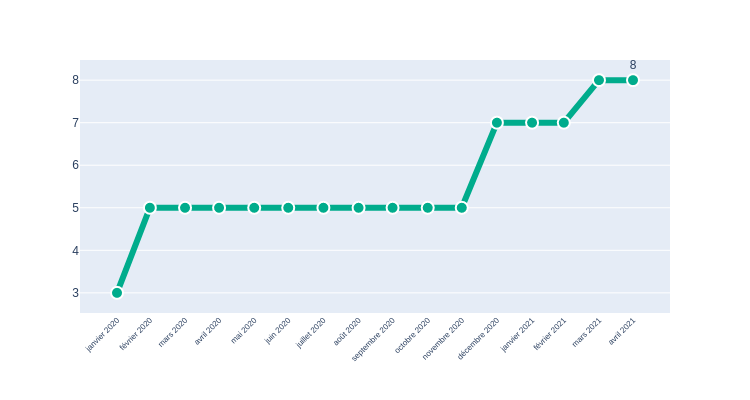 8
8
7
6
5
4
3
janvier 2020
février 2020
mars 2020
avril 2020
mai 2020
juin 2020
juillet 2020
août 2020
septembre 2020
octobre 2020
novembre 2020
décembre 2020
janvier 2021
février 2021
mars 2021
avril 2021